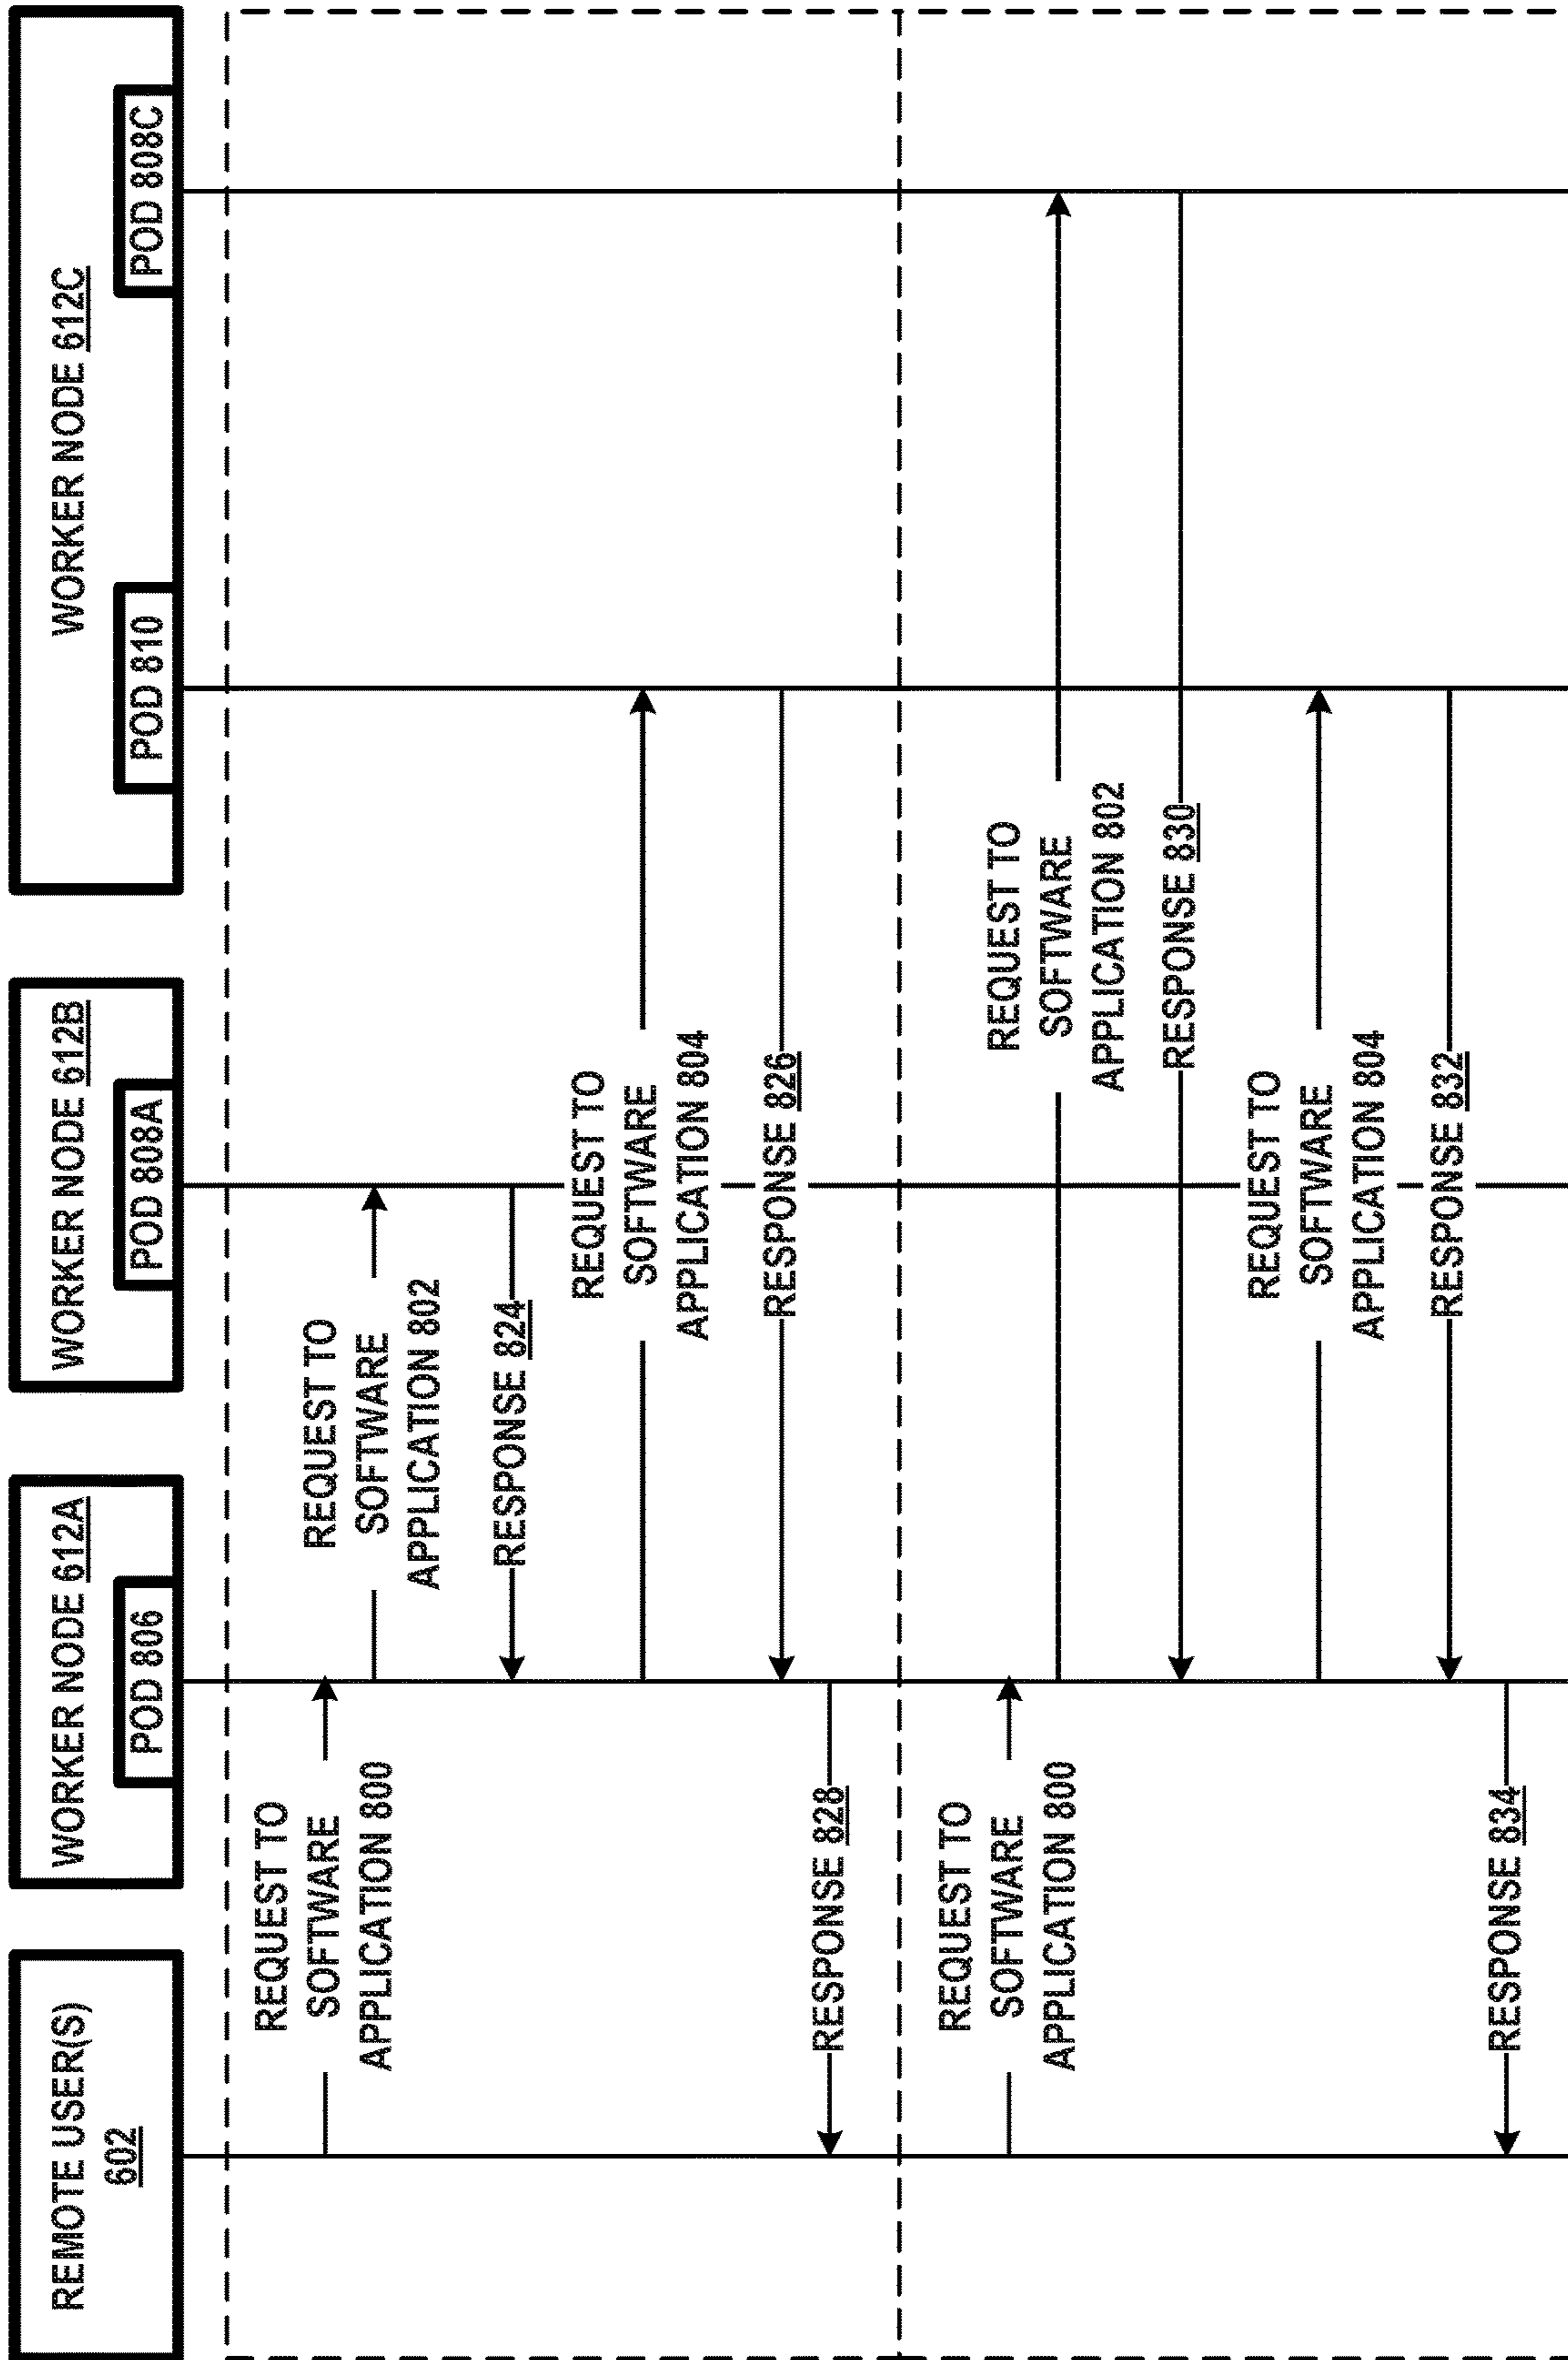 REMOTE USER(S)
602
WORKER NODE 612A
POD 806
WORKER NODE 612B
POD 808A
WORKER NODE 612C
POD 810
POD 808C
REQUEST TO
SOFTWARE
APPLICATION 800
REQUEST TO
SOFTWARE
APPLICATION 802
RESPONSE 824
REQUEST TO
SOFTWARE
APPLICATION 804
RESPONSE 826
RESPONSE 828
REQUEST TO
SOFTWARE
APPLICATION 800
REQUEST TO
SOFTWARE
APPLICATION 802
RESPONSE 830
REQUEST TO
SOFTWARE
APPLICATION 804
RESPONSE 832
RESPONSE 834